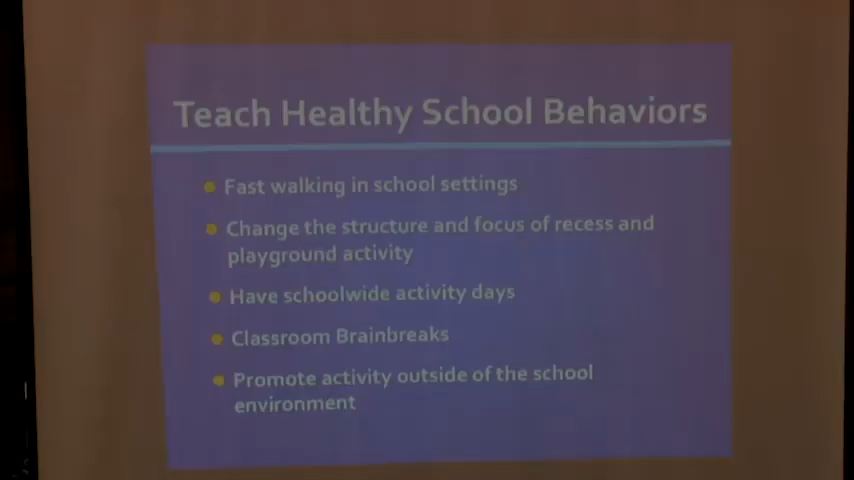 Teach Healthy School Behaviors
Fast walking in school settings
Change the structure and focus of recess and
playground activity
Have schoolwide activity days
Classroom Brainbreaks
Promote activity outside of the school
environment